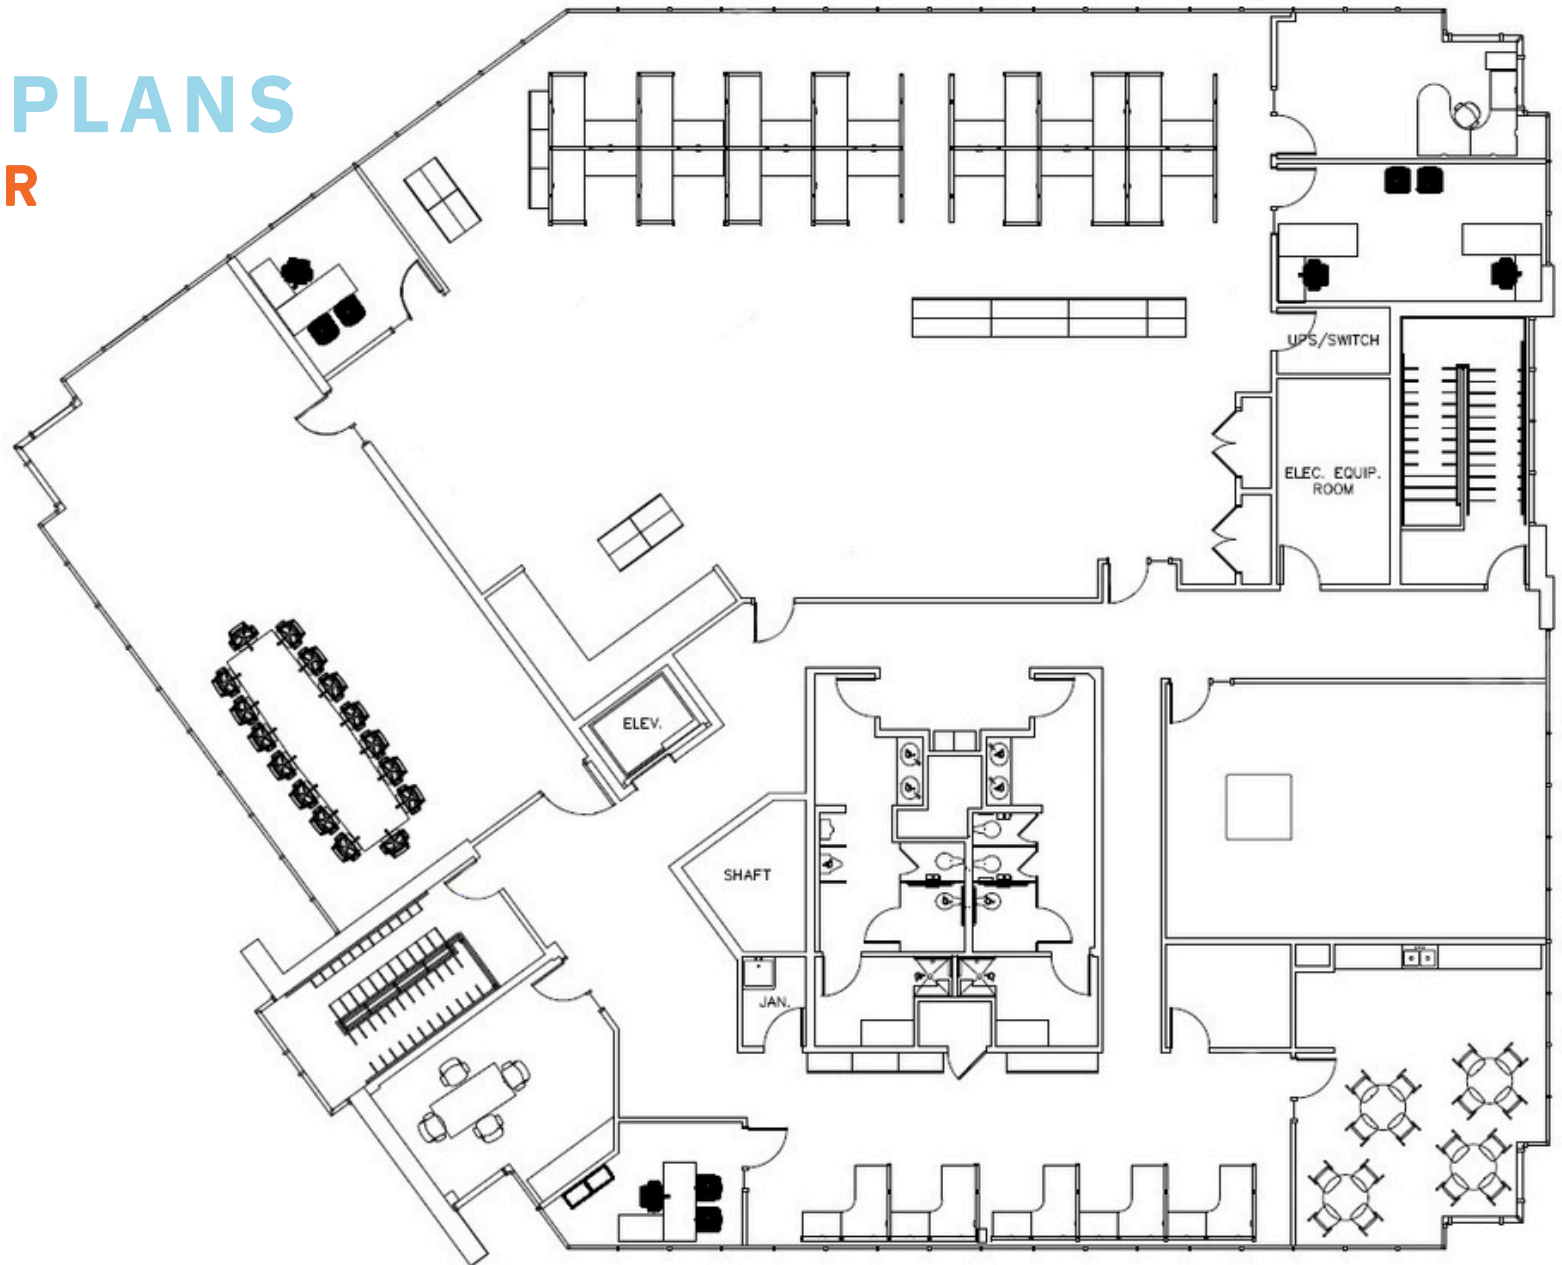 PLANS
R
UPS/SWITCH
ELEC. EQUIP.
ROOM
ELEV.
SHAFT
JAN.